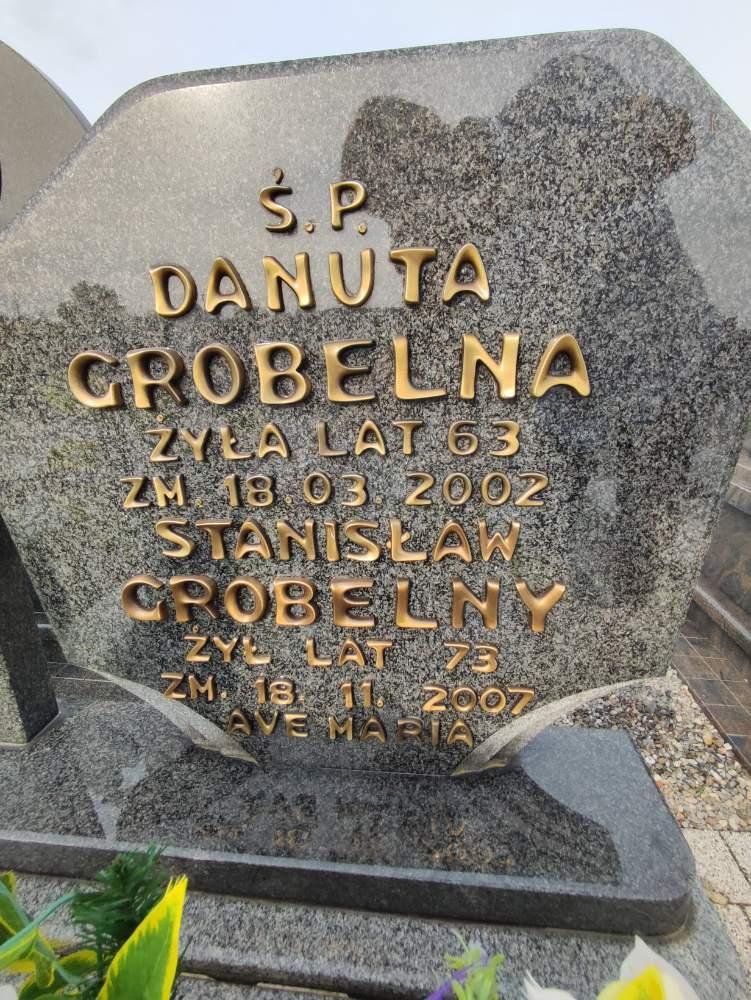 Ś.P.
DANUTA
GROBELNA
ŻYŁA LAT 63
ZM. 18.03.2002
STANISŁAW
GROBELNY
ŻYŁ LAT 73
ZM. 18. 11. 2007
AVE MARIA